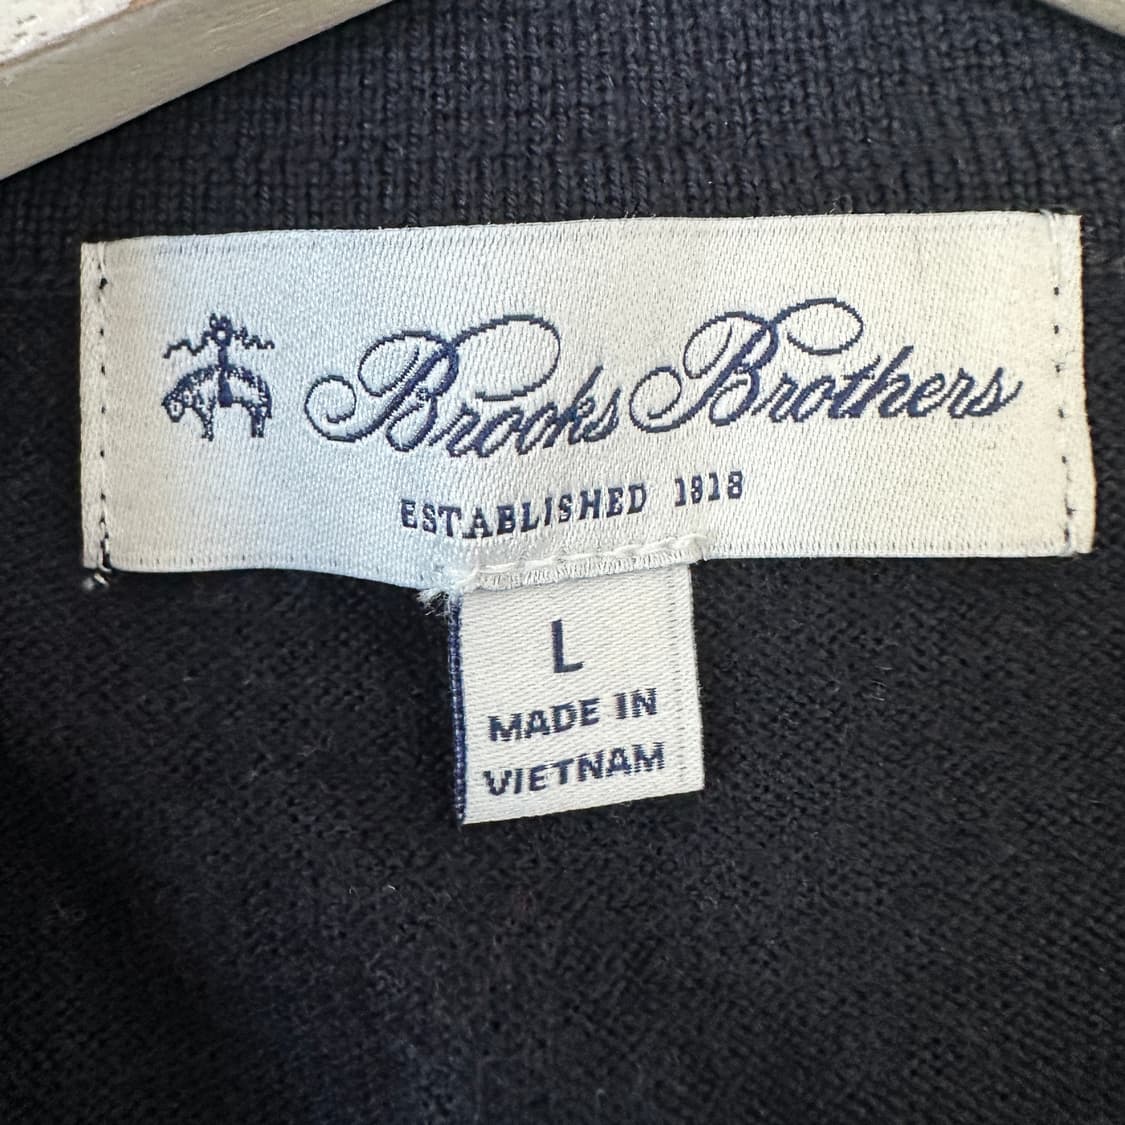 Brooks Brothers
ESTABLISHED 1818
L
MADE IN
VIETNAM